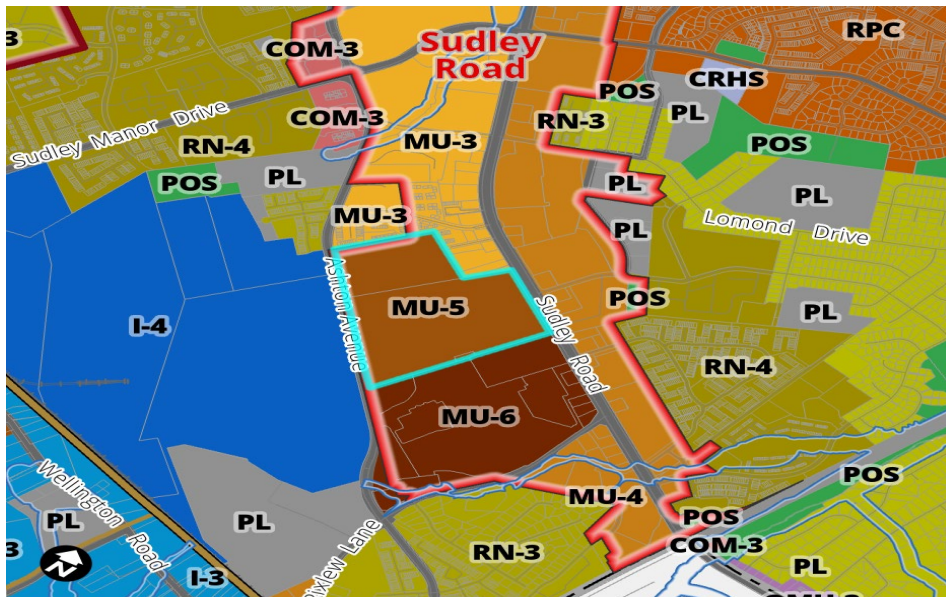 RPC
3
COM-3
Sudley
Road
CRHS
POS
PL
COM-3
Sudley Manor Drive
RN-3
MU-3
RN-4
POS
POS
PL
PL
PL
MU-3
PL
Lomond Drive
Ashton Avenue
POS
MU-5
PL
Sudley Road
I-4
RN-4
MU-6
POS
Wellington Road
PL
PL
MU-4
POS
COM-3
3
RN-3
PL
I-3
Lane
N